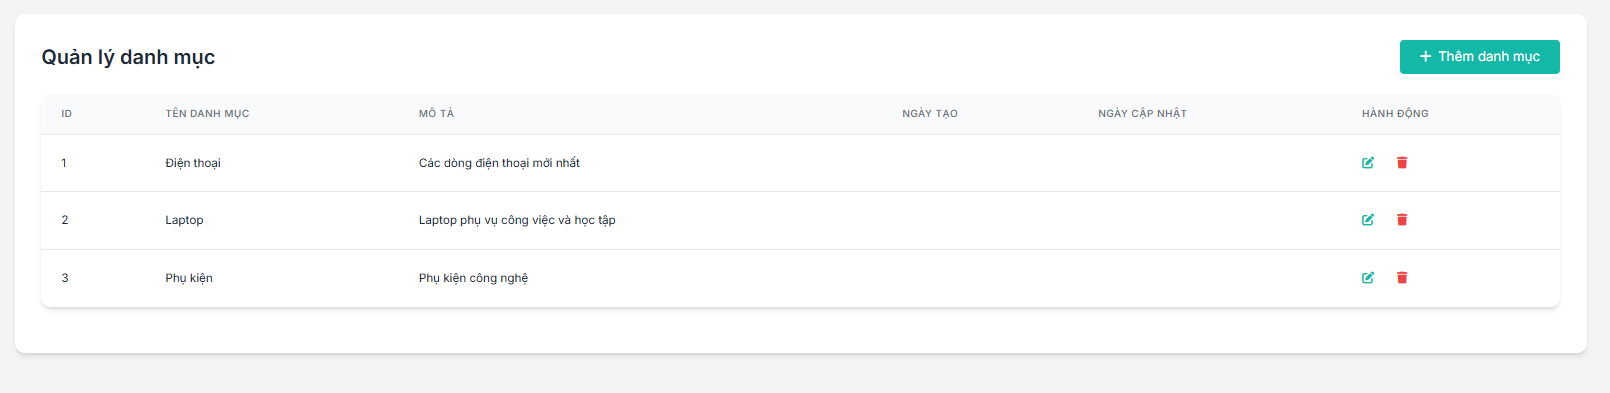 Quản lý danh mục
Thêm danh mục
ID TÊN DANH MỤC MÔ TẢ NGÀY TẠO NGÀY CẬP NHẬT HÀNH ĐỘNG
1 Điện thoại Các dòng điện thoại mới nhất
2 Laptop Laptop phụ vụ công việc và học tập
3 Phụ kiện Phụ kiện công nghệ